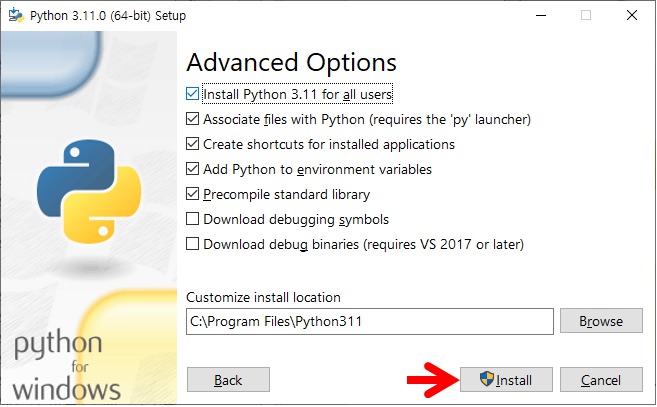 Python 3.11.0 (64-bit) Setup
Advanced Options
Install Python 3.11 for all users
Associate files with Python (requires the 'py' launcher)
Create shortcuts for installed applications
Add Python to environment variables
Precompile standard library
Download debugging symbols
Download debug binaries (requires VS 2017 or later)
Customize install location
C:\Program Files\Python311
Browse
python
for
windows
Back
Install
Cancel